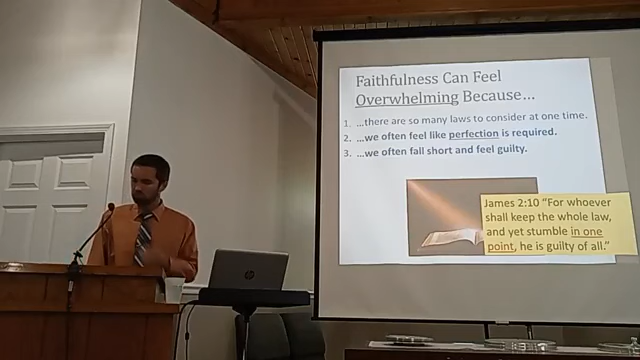 Faithfulness Can Feel
Overwhelming Because…
1. …there are so many laws to consider at one time.
2. …we often feel like perfection is required.
3. …we often fall short and feel guilty.
James 2:10 "For whoever
shall keep the whole law,
and yet stumble in one
point, he is guilty of all."
hp